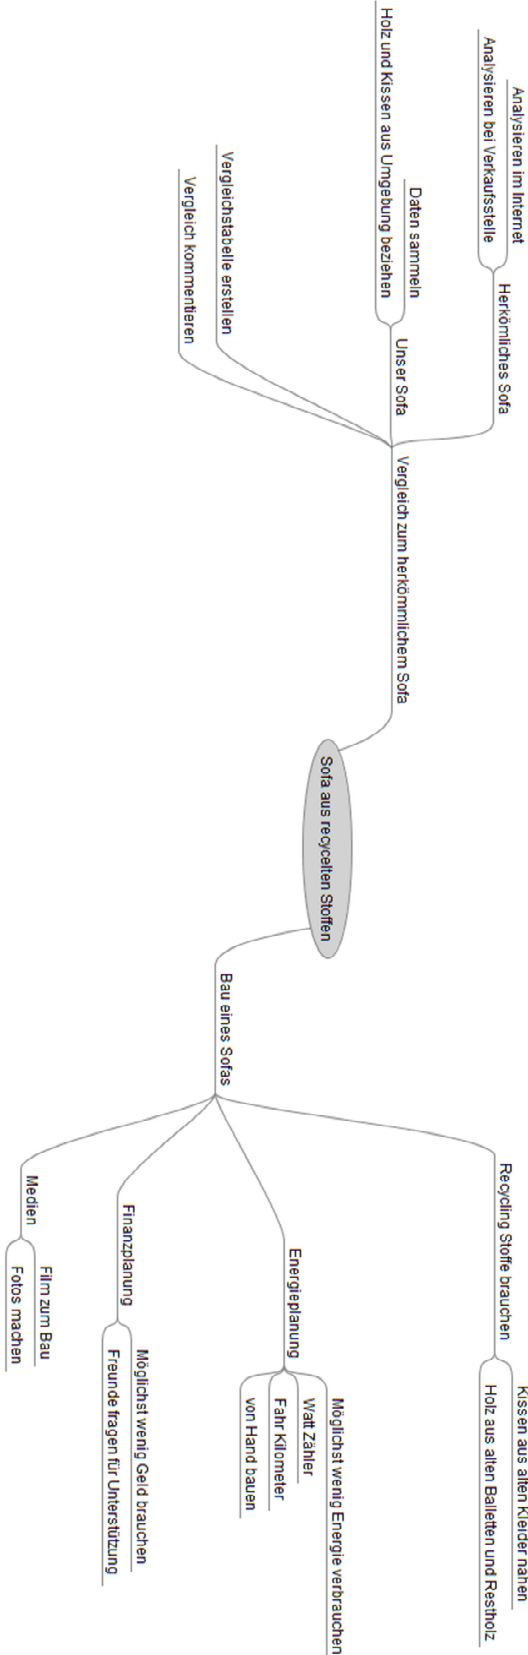 Analysieren im Internet
Analysieren bei Verkaufsstelle
Herkömliches Sofa
Daten sammeln
Holz und Kissen aus Umgebung beziehen
Unser Sofa
Vergleichstabelle erstellen
Vergleich kommentieren
Vergleich zum herkömmlichem Sofa
Sofa aus recycelten Stoffen
Bau eines Sofas
Recycling Stoffe brauchen
Kissen aus alten Kleider nähen
Holz aus alten Balletten und Restholz
Energieplanung
Möglichst wenig Energie verbrauchen
Watt Zähler
Fahr Kilometer
von Hand bauen
Finanzplanung
Möglichst wenig Geld brauchen
Freunde fragen für Unterstützung
Medien
Film zum Bau
Fotos machen